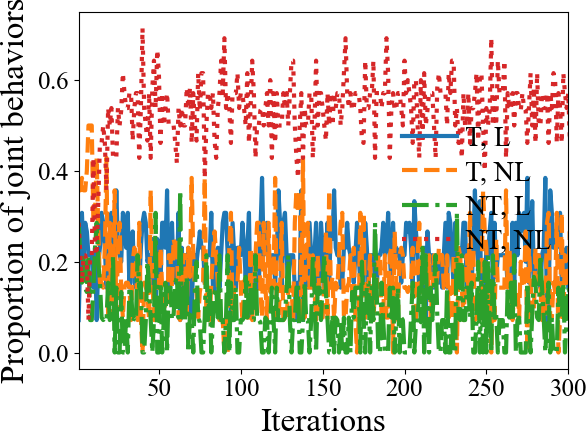 Proportion of joint behaviors
0.6
0.4
0.2
0.0
T, L
T, NL
NT, L
NT, NL
50
100
150
200
250
300
Iterations